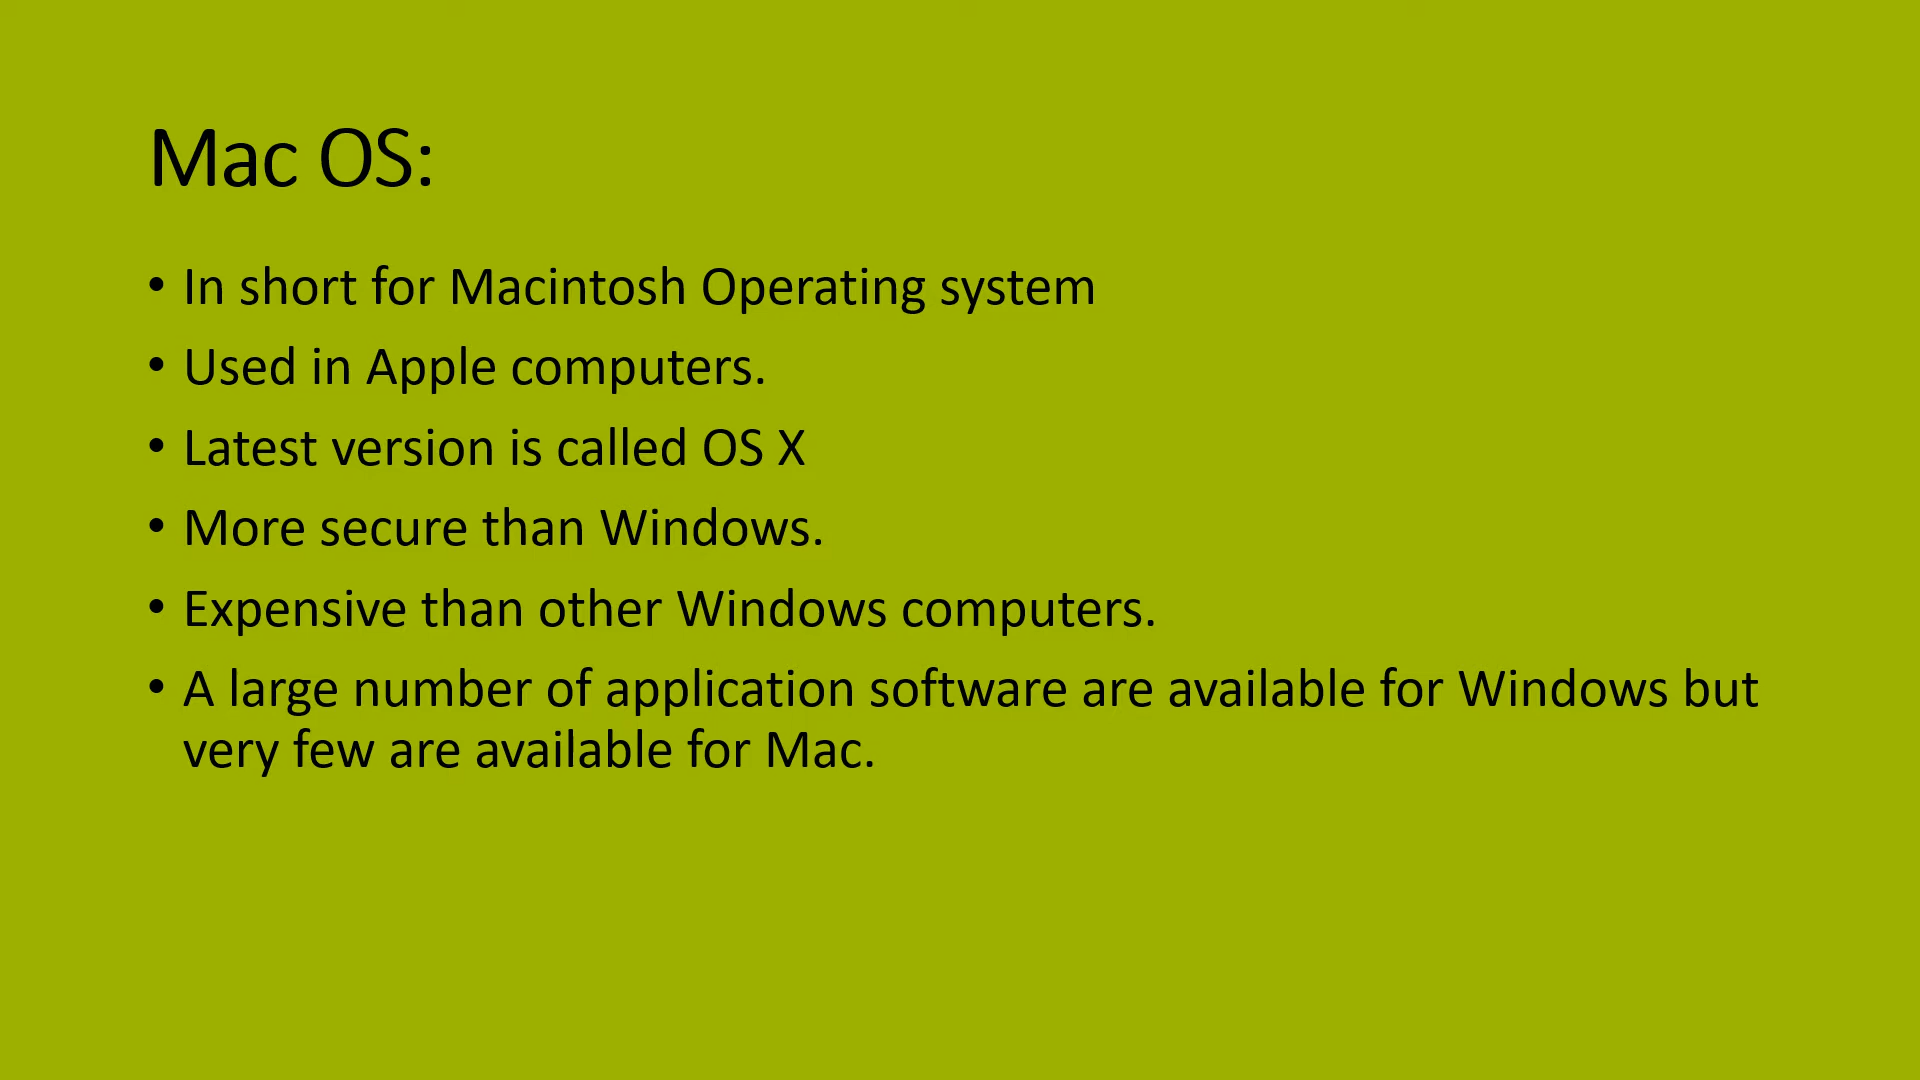 Mac OS:
• In short for Macintosh Operating system
• Used in Apple computers.
• Latest version is called OS X
• More secure than Windows.
• Expensive than other Windows computers.
• A large number of application software are available for Windows but
very few are available for Mac.